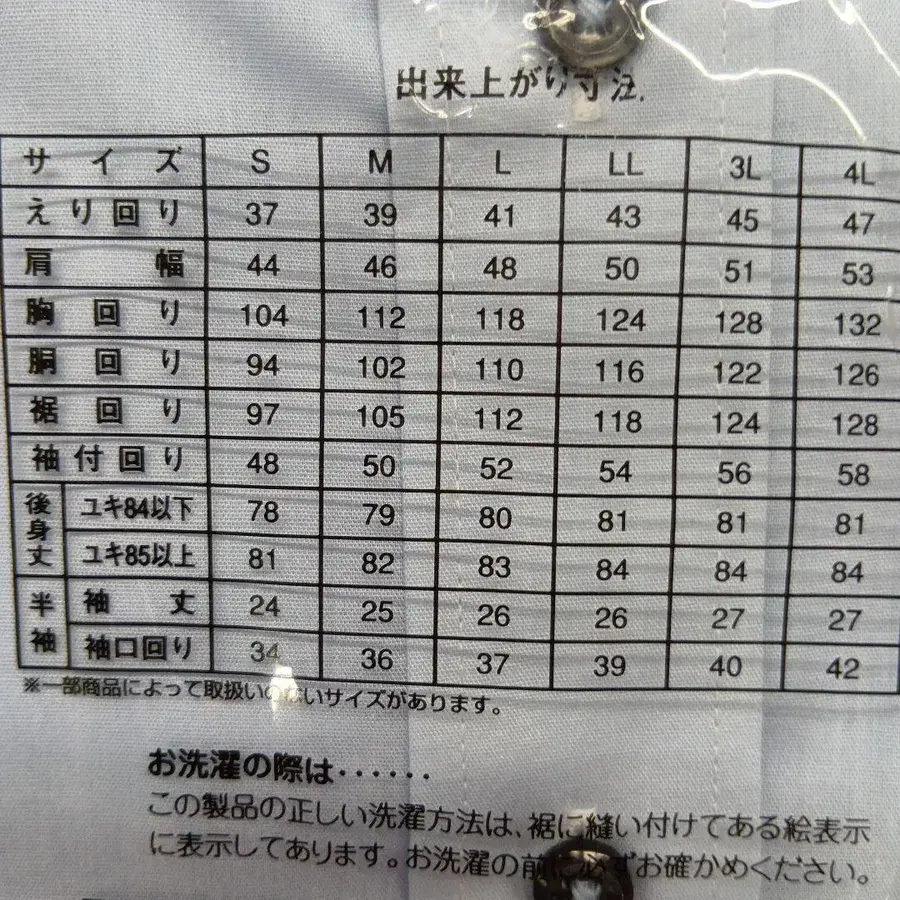 出来上がり寸法
サイズ S M L LL 3L 4L
えり回り 37 39 41 43 45 47
肩幅 44 46 48 50 51 53
胸回り 104 112 118 124 128 132
胴回り 94 102 110 116 122 126
裾回り 97 105 112 118 124 128
袖付回り 48 50 52 54 56 58
後身丈 ユキ84以下 78 79 80 81 81 81
ユキ85以上 81 82 83 84 84 84
半袖 袖丈 24 25 26 26 27 27
袖口回り 34 36 37 39 40 42
※一部商品によって取扱いのないサイズがあります。
お洗濯の際は‥‥‥
この製品の正しい洗濯方法は、裾に縫い付けてある絵表示
に表示してあります。お洗濯の前に必ずお確かめください。